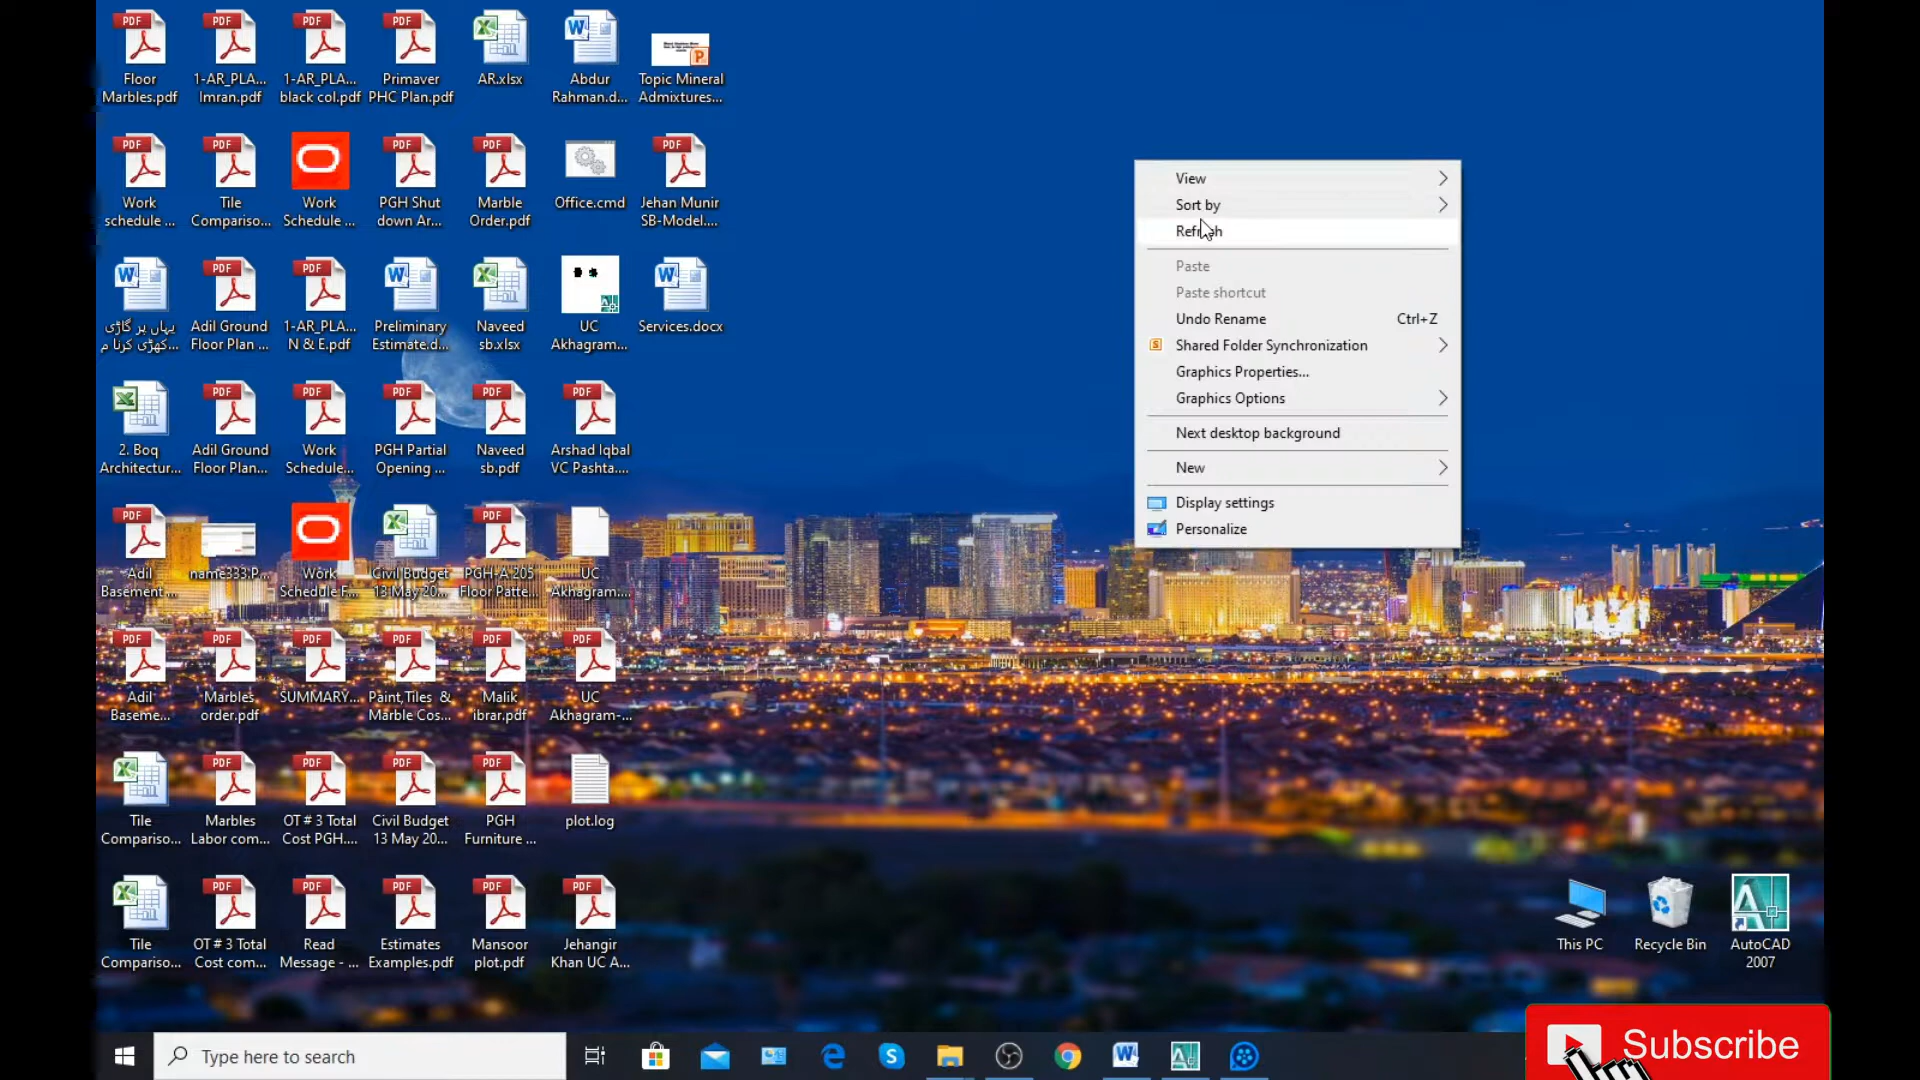 Floor
Marbles.pdf
1-AR_PLA...
Imran.pdf
1-AR_PLA...
black col.pdf
Primaver
PHC Plan.pdf
AR.xlsx
Abdur
Rahman.d...
Topic Mineral
Admixtures...
Work
schedule ...
Tile
Compariso...
Work
Schedule ...
PGH Shut
down Ar...
Marble
Order.pdf
Office.cmd
Jehan Munir
SB-Model....
یہاں پر گاڑی
کھڑی کرنا م...
Adil Ground
Floor Plan ...
1-AR_PLA...
N & E.pdf
Preliminary
Estimate.d...
Naveed
sb.xlsx
UC
Akhagram...
Services.docx
2. Boq
Architectur...
Adil Ground
Floor Plan...
Work
Schedule...
PGH Partial
Opening ...
Naveed
sb.pdf
Arshad Iqbal
VC Pashta....
Adil
Basement ...
name333.P...
Work
Schedule F...
Civil Budget
13 May 20...
PGH-A 205
Floor Patte...
UC
Akhagram....
Adil
Baseme...
Marbles
order.pdf
SUMMARY...
Paint,Tiles &
Marble Cos...
Malik
ibrar.pdf
UC
Akhagram-...
Tile
Compariso...
Marbles
Labor com...
OT # 3 Total
Cost PGH....
Civil Budget
13 May 20...
PGH
Furniture ...
plot.log
Tile
Compariso...
OT # 3 Total
Cost com...
Read
Message - ...
Estimates
Examples.pdf
Mansoor
plot.pdf
Jehangir
Khan UC A...
View
Sort by
Refresh
Paste
Paste shortcut
Undo Rename Ctrl+Z
Shared Folder Synchronization
Graphics Properties...
Graphics Options
Next desktop background
New
Display settings
Personalize
This PC
Recycle Bin
AutoCAD
2007
Type here to search
Subscribe